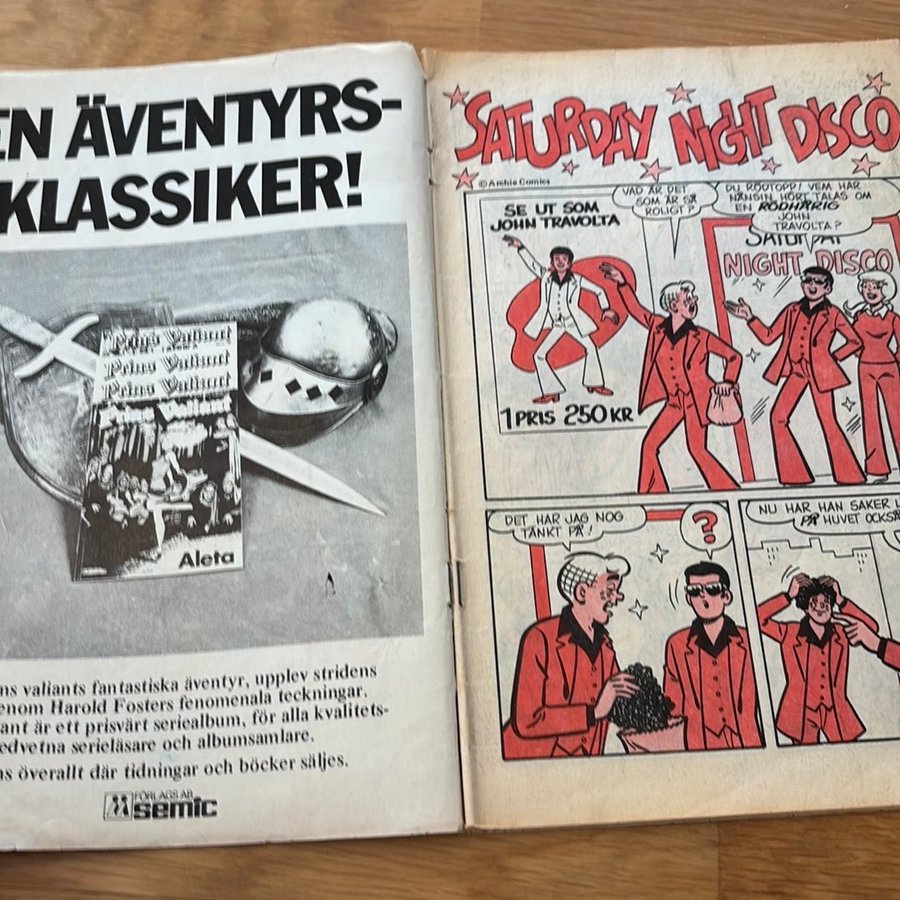 EN ÄVENTYRS-
KLASSIKER!
Prins Valiant
Prins Valiant
Prins Valiant
Prins Valiant
Aleta
ns valiants fantastiska äventyr, upplev stridens
enom Harold Fosters fenomenala teckningar.
ant är ett prisvärt seriealbum, för alla kvalitets-
edvetna serieläsare och albumsamlare.
ns överallt där tidningar och böcker säljes.
FÖRLAGS AB
semic
SATURDAY NIGHT DISCO
© Archie Comics
SE UT SOM
JOHN TRAVOLTA
1 PRIS 250 KR
VAD ÄR DET
SOM ÄR SÅ
ROLIGT?
DU RÖDTOPP! VEM HAR
NÅNSIN HÖRT TALAS OM
EN RÖDHÅRIG
JOHN
TRAVOLTA?
SATURDAY
NIGHT DISCO
DET HAR JAG NOG
TÄNKT PÅ!
?
NU HAR HAN SAKER
PÅ HUVET OCKSÅ